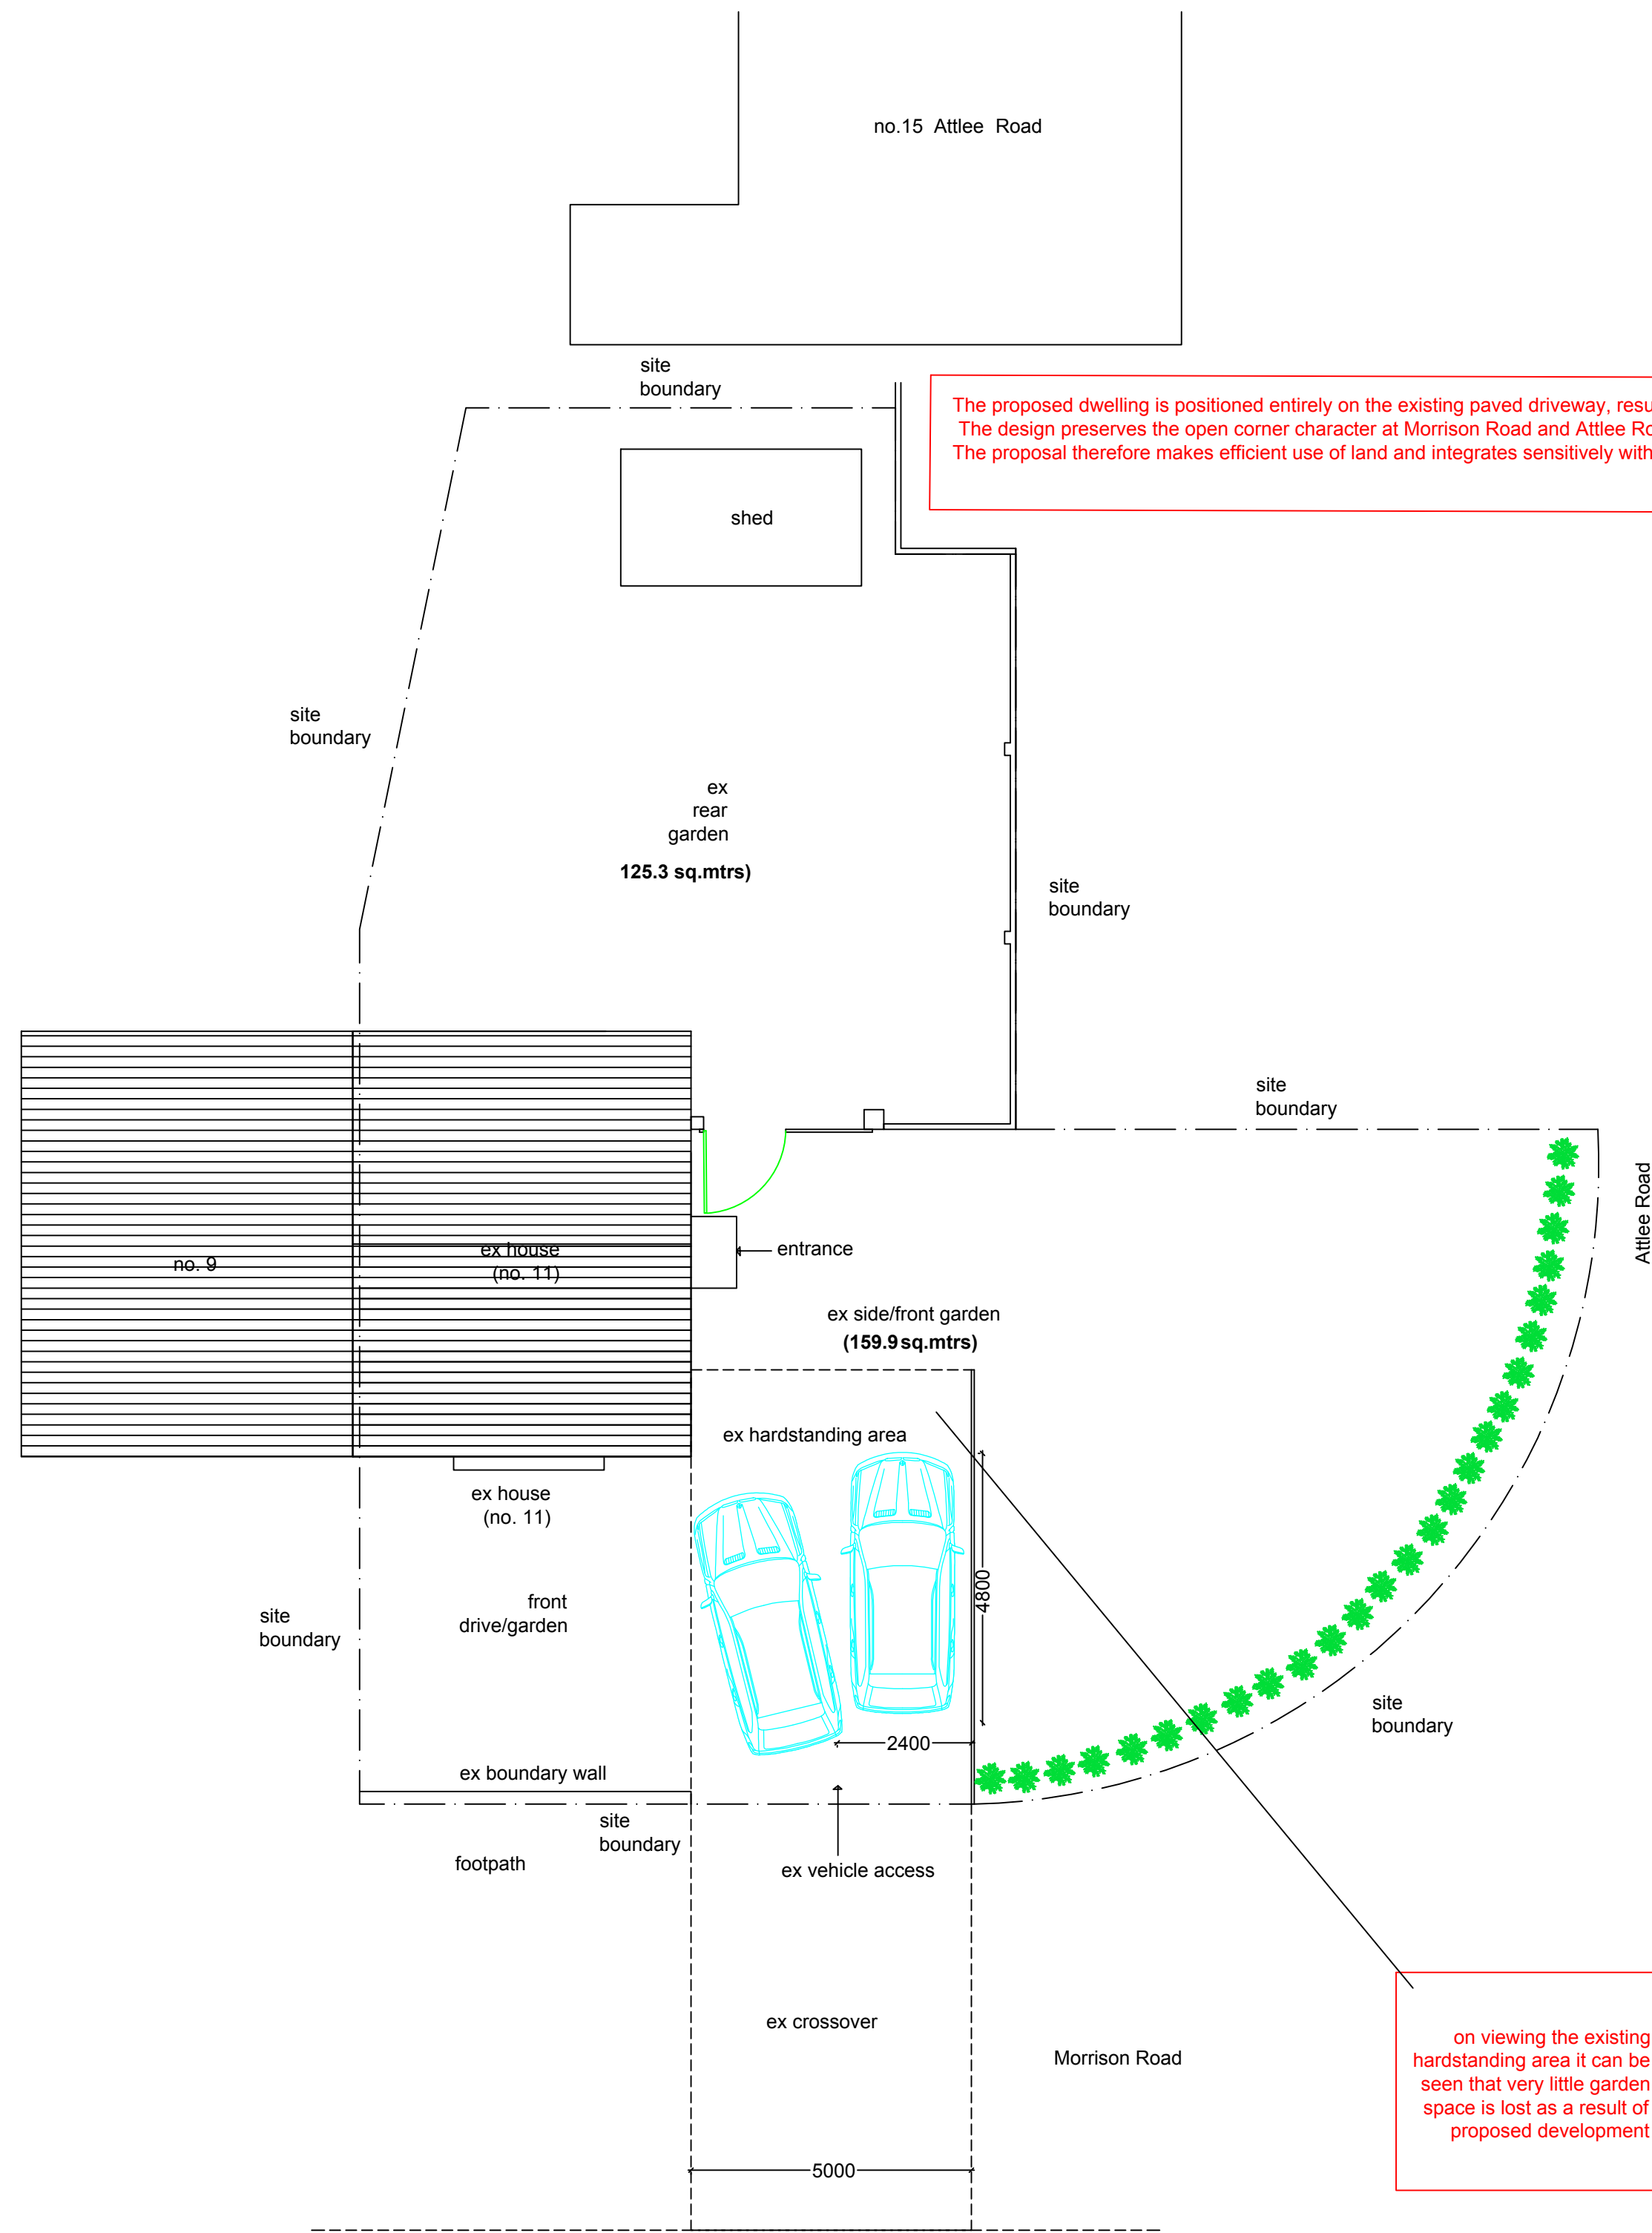 no.15 Attlee Road
site
boundary
The proposed dwelling is positioned entirely on the existing paved driveway, resu
The design preserves the open corner character at Morrison Road and Attlee Ro
The proposal therefore makes efficient use of land and integrates sensitively with
shed
site
boundary
ex
rear
garden
125.3 sq.mtrs)
site
boundary
site
boundary
Attlee Road
no. 9
ex house
(no. 11)
entrance
ex side/front garden
(159.9 sq.mtrs)
ex hardstanding area
ex house
(no. 11)
4800
front
drive/garden
site
boundary
site
boundary
2400
ex boundary wall
site
boundary
footpath
ex vehicle access
ex crossover
Morrison Road
on viewing the existing
hardstanding area it can be
seen that very little garden
space is lost as a result of
proposed development
5000